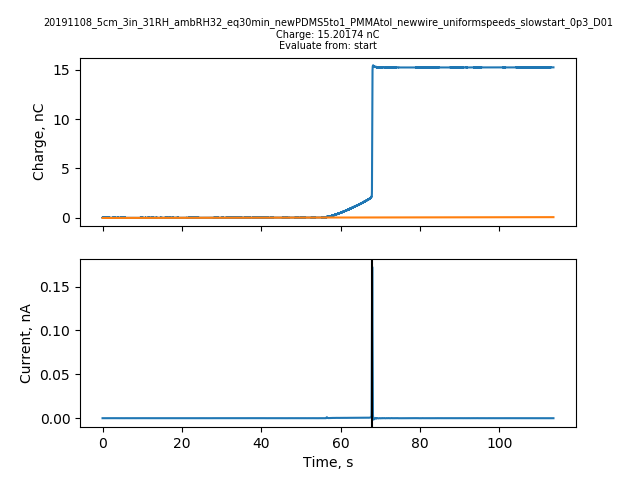 20191108_5cm_3in_31RH_ambRH32_eq30min_newPDMS5to1_PMMAtol_newwire_uniformspeeds_slowstart_0p3_D01
Charge: 15.20174 nC
Evaluate from: start
Charge, nC
15
10
5
0
Current, nA
0.15
0.10
0.05
0.00
0 20 40 60 80 100
Time, s